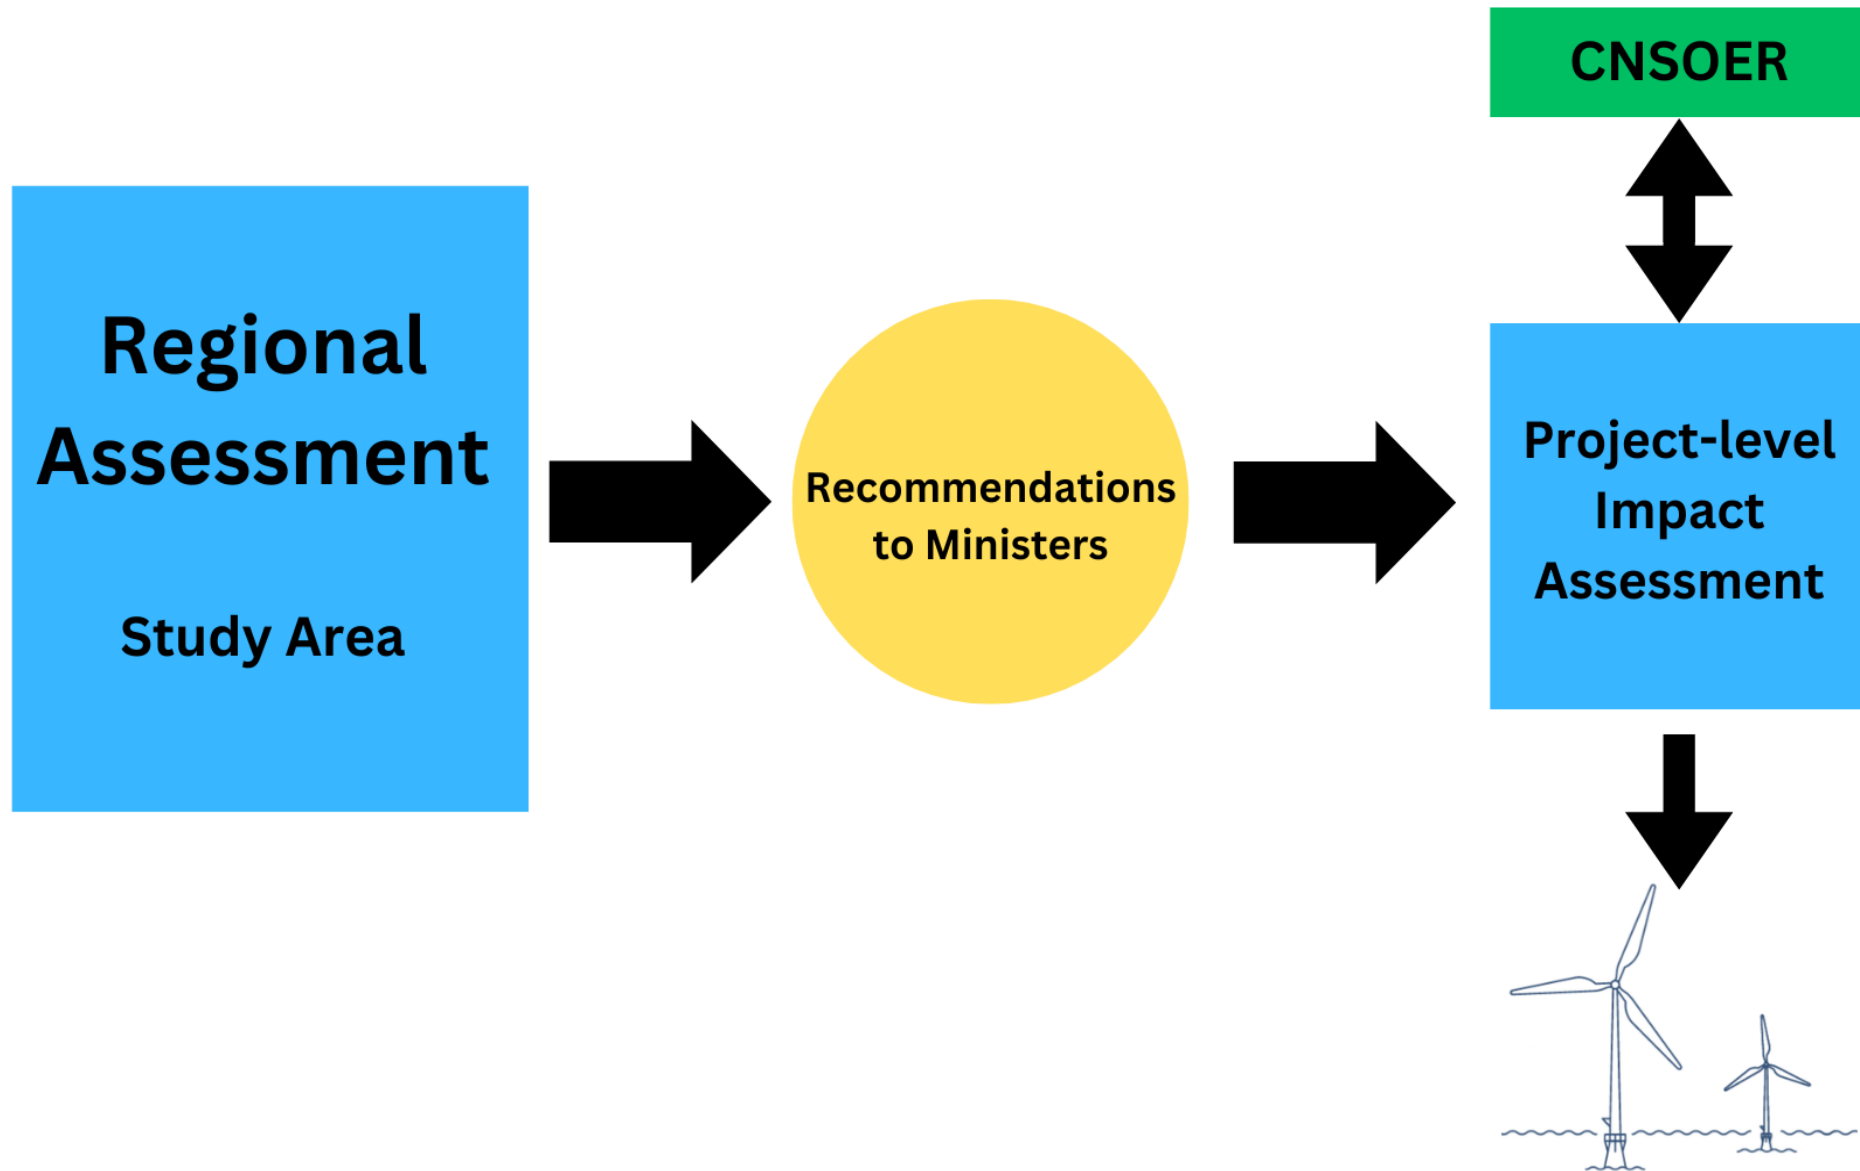 Regional
Assessment
Study Area
Recommendations
to Ministers
CNSOER
Project-level
Impact
Assessment